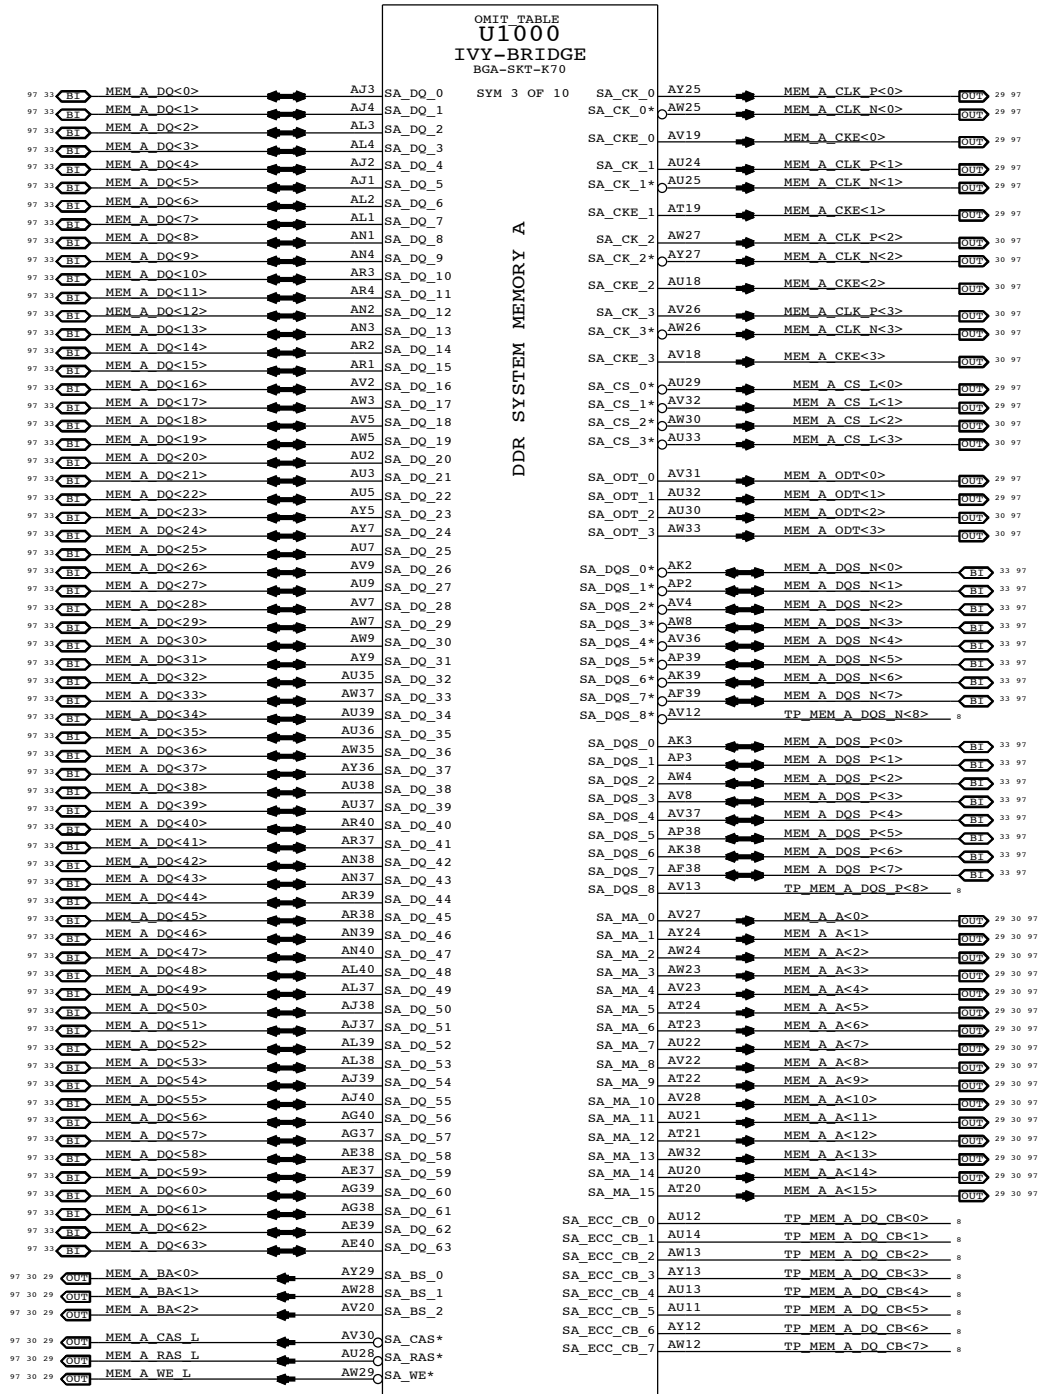 OMIT_TABLE
U1000
IVY-BRIDGE
BGA-SKT-K70
SYM 3 OF 10
DDR SYSTEM MEMORY A
97 33 BI MEM_A_DQ<0> AJ3 SA_DQ_0
97 33 BI MEM_A_DQ<1> AJ4 SA_DQ_1
97 33 BI MEM_A_DQ<2> AL3 SA_DQ_2
97 33 BI MEM_A_DQ<3> AL4 SA_DQ_3
97 33 BI MEM_A_DQ<4> AJ2 SA_DQ_4
97 33 BI MEM_A_DQ<5> AJ1 SA_DQ_5
97 33 BI MEM_A_DQ<6> AL2 SA_DQ_6
97 33 BI MEM_A_DQ<7> AL1 SA_DQ_7
97 33 BI MEM_A_DQ<8> AN1 SA_DQ_8
97 33 BI MEM_A_DQ<9> AN4 SA_DQ_9
97 33 BI MEM_A_DQ<10> AR3 SA_DQ_10
97 33 BI MEM_A_DQ<11> AR4 SA_DQ_11
97 33 BI MEM_A_DQ<12> AN2 SA_DQ_12
97 33 BI MEM_A_DQ<13> AN3 SA_DQ_13
97 33 BI MEM_A_DQ<14> AR2 SA_DQ_14
97 33 BI MEM_A_DQ<15> AR1 SA_DQ_15
97 33 BI MEM_A_DQ<16> AV2 SA_DQ_16
97 33 BI MEM_A_DQ<17> AW3 SA_DQ_17
97 33 BI MEM_A_DQ<18> AV5 SA_DQ_18
97 33 BI MEM_A_DQ<19> AW5 SA_DQ_19
97 33 BI MEM_A_DQ<20> AU2 SA_DQ_20
97 33 BI MEM_A_DQ<21> AU3 SA_DQ_21
97 33 BI MEM_A_DQ<22> AU5 SA_DQ_22
97 33 BI MEM_A_DQ<23> AY5 SA_DQ_23
97 33 BI MEM_A_DQ<24> AY7 SA_DQ_24
97 33 BI MEM_A_DQ<25> AU7 SA_DQ_25
97 33 BI MEM_A_DQ<26> AV9 SA_DQ_26
97 33 BI MEM_A_DQ<27> AU9 SA_DQ_27
97 33 BI MEM_A_DQ<28> AV7 SA_DQ_28
97 33 BI MEM_A_DQ<29> AW7 SA_DQ_29
97 33 BI MEM_A_DQ<30> AW9 SA_DQ_30
97 33 BI MEM_A_DQ<31> AY9 SA_DQ_31
97 33 BI MEM_A_DQ<32> AU35 SA_DQ_32
97 33 BI MEM_A_DQ<33> AW37 SA_DQ_33
97 33 BI MEM_A_DQ<34> AU39 SA_DQ_34
97 33 BI MEM_A_DQ<35> AU36 SA_DQ_35
97 33 BI MEM_A_DQ<36> AW35 SA_DQ_36
97 33 BI MEM_A_DQ<37> AY36 SA_DQ_37
97 33 BI MEM_A_DQ<38> AU38 SA_DQ_38
97 33 BI MEM_A_DQ<39> AU37 SA_DQ_39
97 33 BI MEM_A_DQ<40> AR40 SA_DQ_40
97 33 BI MEM_A_DQ<41> AR37 SA_DQ_41
97 33 BI MEM_A_DQ<42> AN38 SA_DQ_42
97 33 BI MEM_A_DQ<43> AN37 SA_DQ_43
97 33 BI MEM_A_DQ<44> AR39 SA_DQ_44
97 33 BI MEM_A_DQ<45> AR38 SA_DQ_45
97 33 BI MEM_A_DQ<46> AN39 SA_DQ_46
97 33 BI MEM_A_DQ<47> AN40 SA_DQ_47
97 33 BI MEM_A_DQ<48> AL40 SA_DQ_48
97 33 BI MEM_A_DQ<49> AL37 SA_DQ_49
97 33 BI MEM_A_DQ<50> AJ38 SA_DQ_50
97 33 BI MEM_A_DQ<51> AJ37 SA_DQ_51
97 33 BI MEM_A_DQ<52> AL39 SA_DQ_52
97 33 BI MEM_A_DQ<53> AL38 SA_DQ_53
97 33 BI MEM_A_DQ<54> AJ39 SA_DQ_54
97 33 BI MEM_A_DQ<55> AJ40 SA_DQ_55
97 33 BI MEM_A_DQ<56> AG40 SA_DQ_56
97 33 BI MEM_A_DQ<57> AG37 SA_DQ_57
97 33 BI MEM_A_DQ<58> AE38 SA_DQ_58
97 33 BI MEM_A_DQ<59> AE37 SA_DQ_59
97 33 BI MEM_A_DQ<60> AG39 SA_DQ_60
97 33 BI MEM_A_DQ<61> AG38 SA_DQ_61
97 33 BI MEM_A_DQ<62> AE39 SA_DQ_62
97 33 BI MEM_A_DQ<63> AE40 SA_DQ_63
97 30 29 OUT MEM_A_BA<0> AY29 SA_BS_0
97 30 29 OUT MEM_A_BA<1> AW28 SA_BS_1
97 30 29 OUT MEM_A_BA<2> AV20 SA_BS_2
97 30 29 OUT MEM_A_CAS_L AV30 SA_CAS*
97 30 29 OUT MEM_A_RAS_L AU28 SA_RAS*
97 30 29 OUT MEM_A_WE_L AW29 SA_WE*
SA_CK_0 AY25 MEM_A_CLK_P<0> OUT 29 97
SA_CK_0* AW25 MEM_A_CLK_N<0> OUT 29 97
SA_CKE_0 AV19 MEM_A_CKE<0> OUT 29 97
SA_CK_1 AU24 MEM_A_CLK_P<1> OUT 29 97
SA_CK_1* AU25 MEM_A_CLK_N<1> OUT 29 97
SA_CKE_1 AT19 MEM_A_CKE<1> OUT 29 97
SA_CK_2 AW27 MEM_A_CLK_P<2> OUT 30 97
SA_CK_2* AY27 MEM_A_CLK_N<2> OUT 30 97
SA_CKE_2 AU18 MEM_A_CKE<2> OUT 30 97
SA_CK_3 AV26 MEM_A_CLK_P<3> OUT 30 97
SA_CK_3* AW26 MEM_A_CLK_N<3> OUT 30 97
SA_CKE_3 AV18 MEM_A_CKE<3> OUT 30 97
SA_CS_0* AU29 MEM_A_CS_L<0> OUT 29 97
SA_CS_1* AV32 MEM_A_CS_L<1> OUT 29 97
SA_CS_2* AW30 MEM_A_CS_L<2> OUT 30 97
SA_CS_3* AU33 MEM_A_CS_L<3> OUT 30 97
SA_ODT_0 AV31 MEM_A_ODT<0> OUT 29 97
SA_ODT_1 AU32 MEM_A_ODT<1> OUT 29 97
SA_ODT_2 AU30 MEM_A_ODT<2> OUT 30 97
SA_ODT_3 AW33 MEM_A_ODT<3> OUT 30 97
SA_DQS_0* AK2 MEM_A_DQS_N<0> BI 33 97
SA_DQS_1* AP2 MEM_A_DQS_N<1> BI 33 97
SA_DQS_2* AV4 MEM_A_DQS_N<2> BI 33 97
SA_DQS_3* AW8 MEM_A_DQS_N<3> BI 33 97
SA_DQS_4* AV36 MEM_A_DQS_N<4> BI 33 97
SA_DQS_5* AP39 MEM_A_DQS_N<5> BI 33 97
SA_DQS_6* AK39 MEM_A_DQS_N<6> BI 33 97
SA_DQS_7* AF39 MEM_A_DQS_N<7> BI 33 97
SA_DQS_8* AV12 TP_MEM_A_DQS_N<8> 8
SA_DQS_0 AK3 MEM_A_DQS_P<0> BI 33 97
SA_DQS_1 AP3 MEM_A_DQS_P<1> BI 33 97
SA_DQS_2 AW4 MEM_A_DQS_P<2> BI 33 97
SA_DQS_3 AV8 MEM_A_DQS_P<3> BI 33 97
SA_DQS_4 AV37 MEM_A_DQS_P<4> BI 33 97
SA_DQS_5 AP38 MEM_A_DQS_P<5> BI 33 97
SA_DQS_6 AK38 MEM_A_DQS_P<6> BI 33 97
SA_DQS_7 AF38 MEM_A_DQS_P<7> BI 33 97
SA_DQS_8 AV13 TP_MEM_A_DQS_P<8> 8
SA_MA_0 AV27 MEM_A_A<0> OUT 29 30 97
SA_MA_1 AY24 MEM_A_A<1> OUT 29 30 97
SA_MA_2 AW24 MEM_A_A<2> OUT 29 30 97
SA_MA_3 AW23 MEM_A_A<3> OUT 29 30 97
SA_MA_4 AV23 MEM_A_A<4> OUT 29 30 97
SA_MA_5 AT24 MEM_A_A<5> OUT 29 30 97
SA_MA_6 AT23 MEM_A_A<6> OUT 29 30 97
SA_MA_7 AU22 MEM_A_A<7> OUT 29 30 97
SA_MA_8 AV22 MEM_A_A<8> OUT 29 30 97
SA_MA_9 AT22 MEM_A_A<9> OUT 29 30 97
SA_MA_10 AV28 MEM_A_A<10> OUT 29 30 97
SA_MA_11 AU21 MEM_A_A<11> OUT 29 30 97
SA_MA_12 AT21 MEM_A_A<12> OUT 29 30 97
SA_MA_13 AW32 MEM_A_A<13> OUT 29 30 97
SA_MA_14 AU20 MEM_A_A<14> OUT 29 30 97
SA_MA_15 AT20 MEM_A_A<15> OUT 29 30 97
SA_ECC_CB_0 AU12 TP_MEM_A_DQ_CB<0> 8
SA_ECC_CB_1 AU14 TP_MEM_A_DQ_CB<1> 8
SA_ECC_CB_2 AW13 TP_MEM_A_DQ_CB<2> 8
SA_ECC_CB_3 AY13 TP_MEM_A_DQ_CB<3> 8
SA_ECC_CB_4 AU13 TP_MEM_A_DQ_CB<4> 8
SA_ECC_CB_5 AU11 TP_MEM_A_DQ_CB<5> 8
SA_ECC_CB_6 AY12 TP_MEM_A_DQ_CB<6> 8
SA_ECC_CB_7 AW12 TP_MEM_A_DQ_CB<7> 8